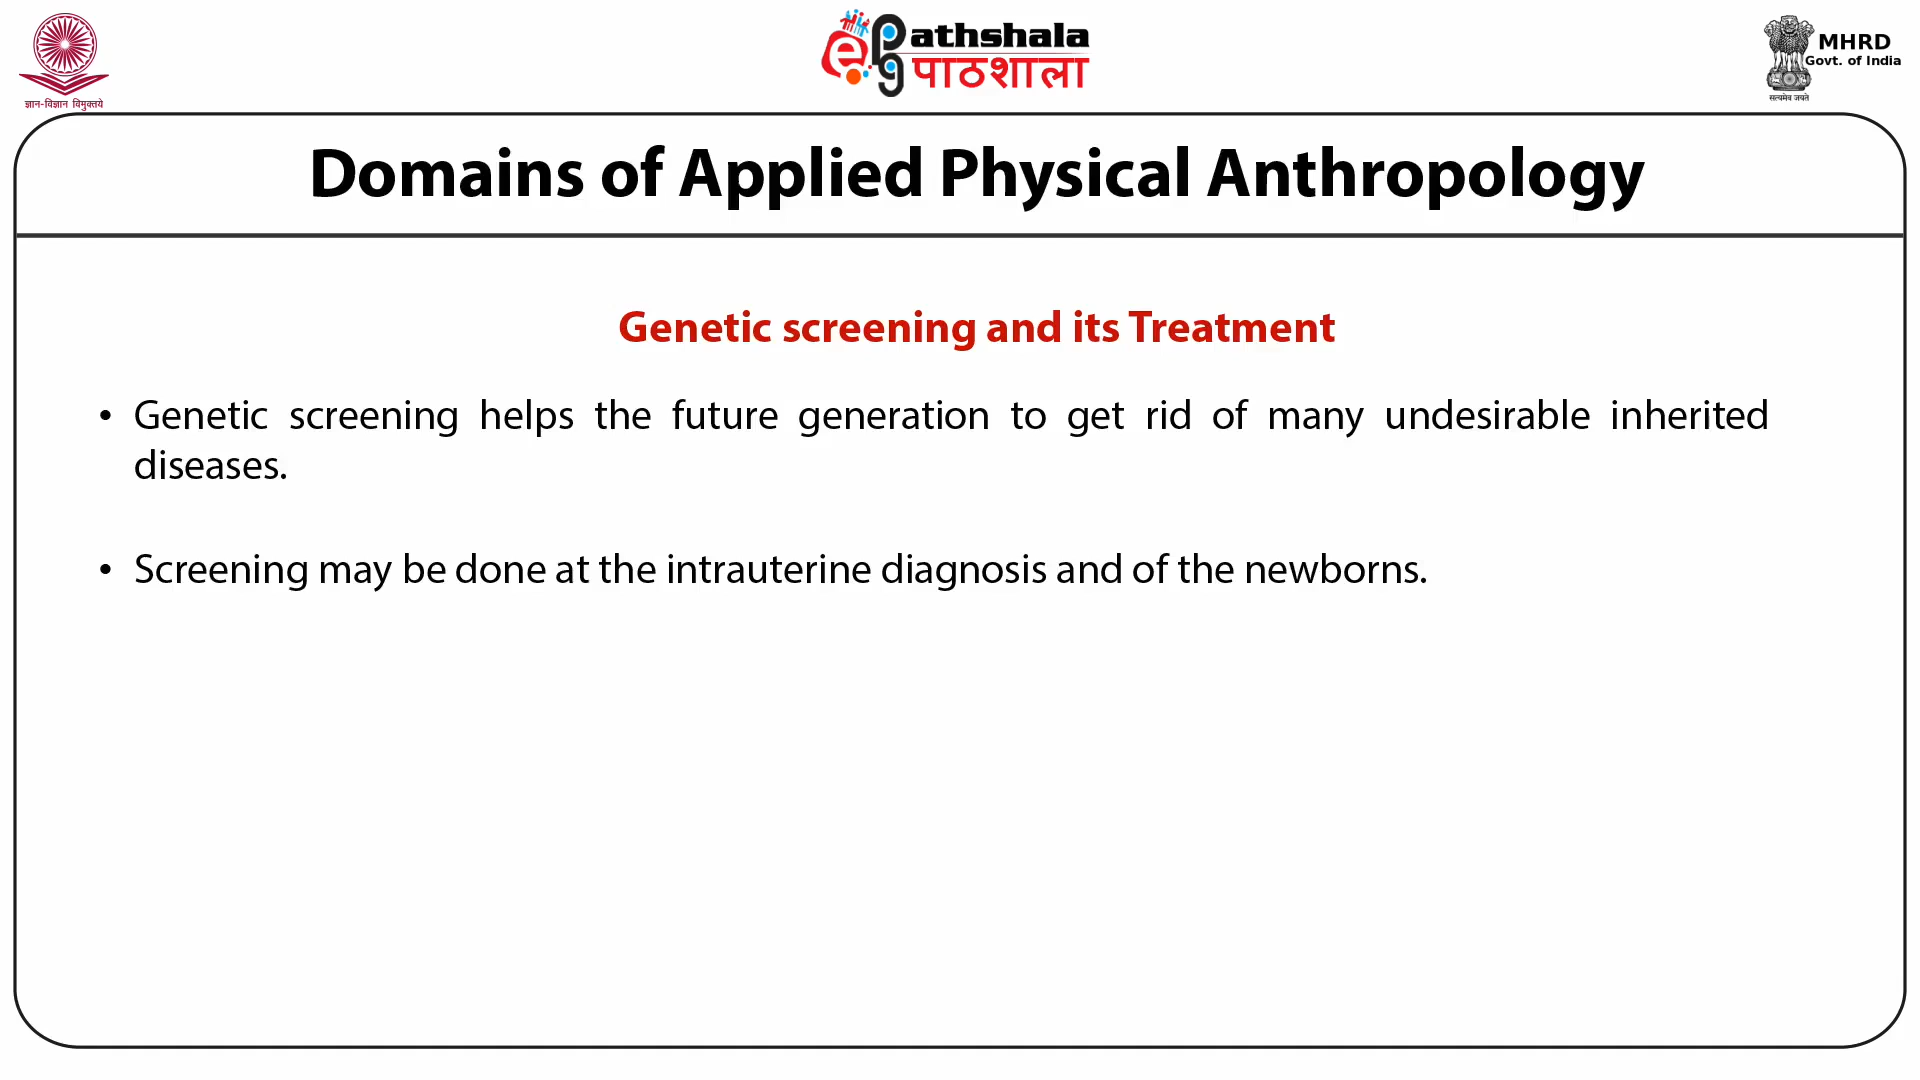 ज्ञान-विज्ञान विमुक्तये
ePG Pathshala
पाठशाला
MHRD
Govt. of India
सत्यमेव जयते
Domains of Applied Physical Anthropology
Genetic screening and its Treatment
• Genetic screening helps the future generation to get rid of many undesirable inherited
diseases.
• Screening may be done at the intrauterine diagnosis and of the newborns.